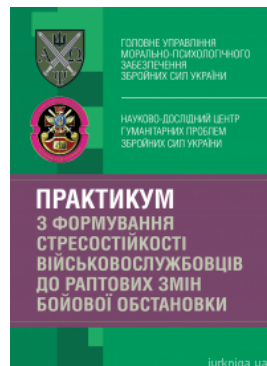 ГОЛОВНЕ УПРАВЛІННЯ
МОРАЛЬНО-ПСИХОЛОГІЧНОГО
ЗАБЕЗПЕЧЕННЯ
ЗБРОЙНИХ СИЛ УКРАЇНИ
НАУКОВО-ДОСЛІДНИЙ ЦЕНТР
ГУМАНІТАРНИХ ПРОБЛЕМ
ЗБРОЙНИХ СИЛ УКРАЇНИ
ПРАКТИКУМ
З ФОРМУВАННЯ
СТРЕСОСТІЙКОСТІ
ВІЙСЬКОВОСЛУЖБОВЦІВ
ДО РАПТОВИХ ЗМІН
БОЙОВОЇ ОБСТАНОВКИ
jurkniga.ua